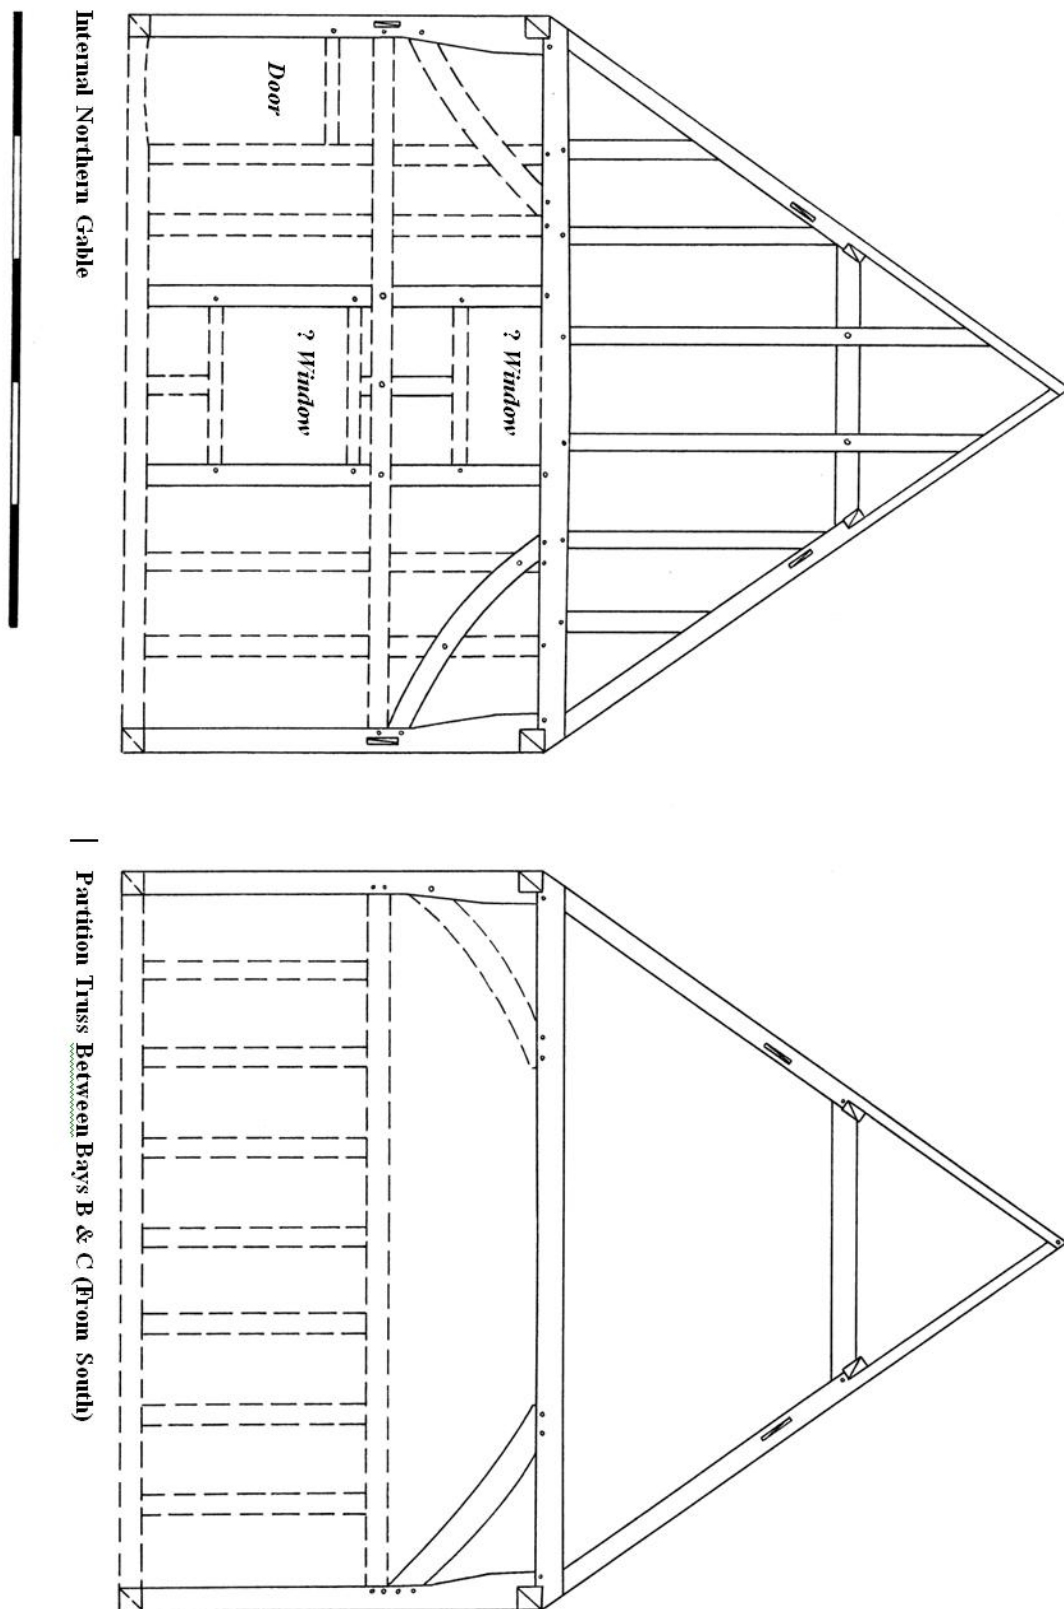 Internal Northern Gable
Door
? Window
? Window
Partition Truss Between Bays B & C (From South)